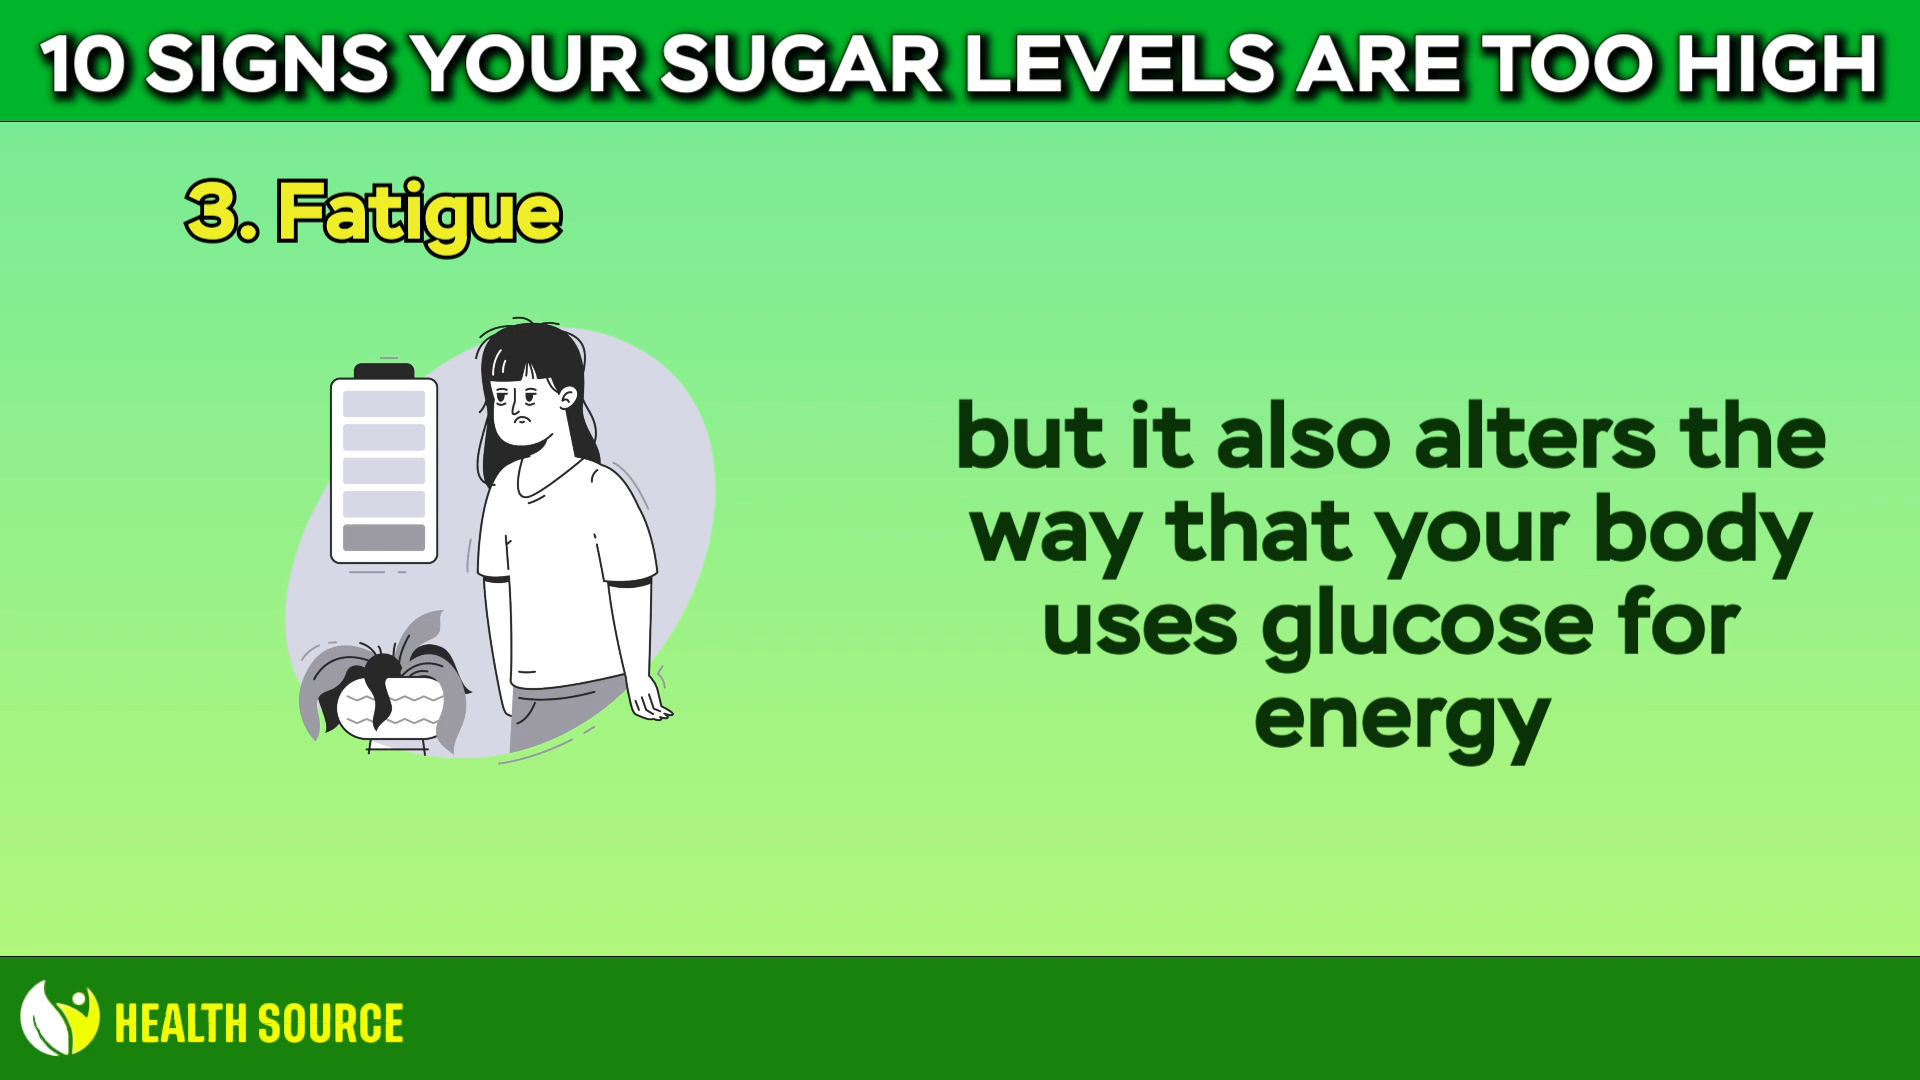 10 SIGNS YOUR SUGAR LEVELS ARE TOO HIGH
3. Fatigue
but it also alters the
way that your body
uses glucose for
energy
HEALTH SOURCE